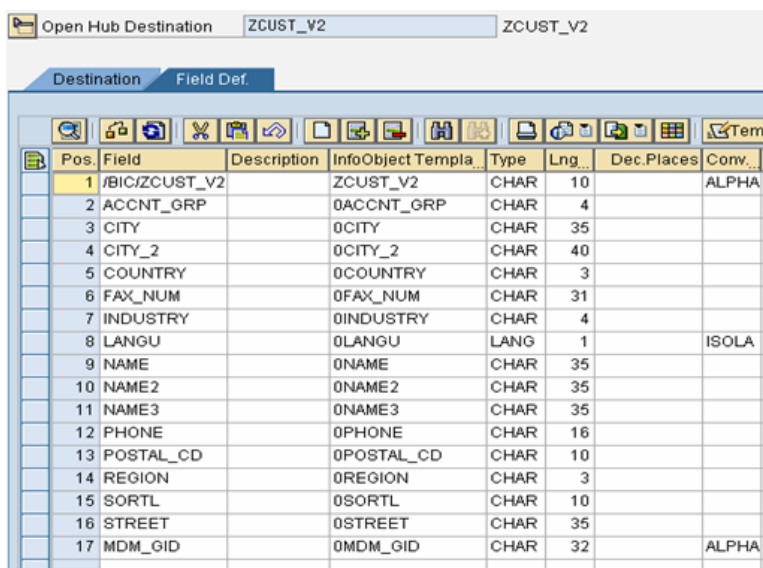 Open Hub Destination ZCUST_V2 ZCUST_V2
Destination Field Def.
Tem
Pos. Field Description InfoObject Templa... Type Lng... Dec.Places Conv...
1 /BIC/ZCUST_V2 ZCUST_V2 CHAR 10 ALPHA
2 ACCNT_GRP 0ACCNT_GRP CHAR 4
3 CITY 0CITY CHAR 35
4 CITY_2 0CITY_2 CHAR 40
5 COUNTRY 0COUNTRY CHAR 3
6 FAX_NUM 0FAX_NUM CHAR 31
7 INDUSTRY 0INDUSTRY CHAR 4
8 LANGU 0LANGU LANG 1 ISOLA
9 NAME 0NAME CHAR 35
10 NAME2 0NAME2 CHAR 35
11 NAME3 0NAME3 CHAR 35
12 PHONE 0PHONE CHAR 16
13 POSTAL_CD 0POSTAL_CD CHAR 10
14 REGION 0REGION CHAR 3
15 SORTL 0SORTL CHAR 10
16 STREET 0STREET CHAR 35
17 MDM_GID 0MDM_GID CHAR 32 ALPHA